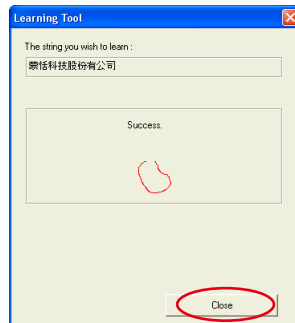 Learning Tool
The string you wish to learn :
蒙恬科技股份有公司
Success.
Close